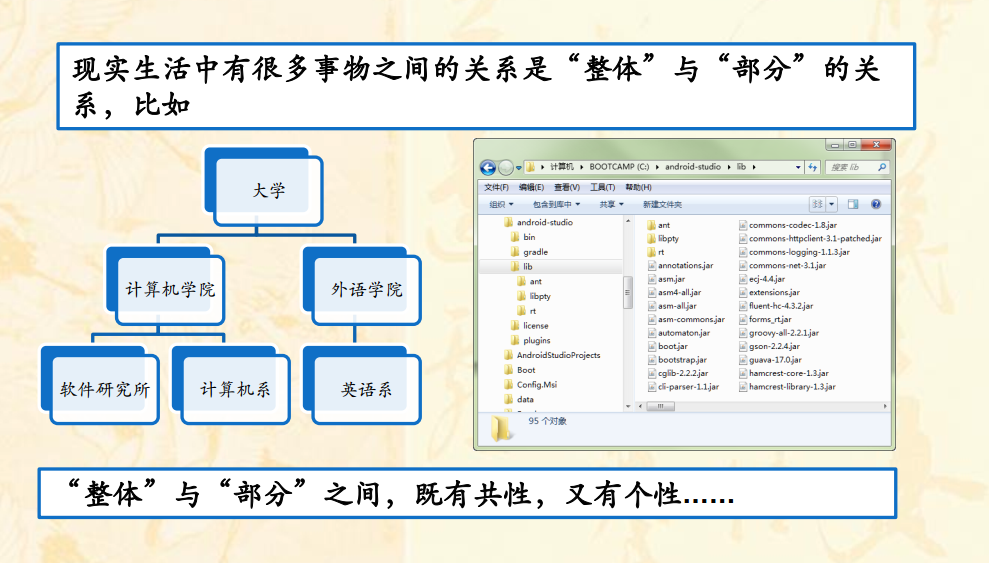 现实生活中有很多事物之间的关系是“整体”与“部分”的关
系，比如
大学
计算机学院
外语学院
软件研究所
计算机系
英语系
计算机 BOOTCAMP (C:) android-studio lib
搜索 lib
文件(F) 编辑(E) 查看(V) 工具(T) 帮助(H)
组织 包含到库中 共享 新建文件夹
android-studio
bin
gradle
lib
ant
libpty
rt
license
plugins
AndroidStudioProjects
Boot
Config.Msi
data
ant
libpty
rt
annotations.jar
asm.jar
asm4-all.jar
asm-all.jar
asm-commons.jar
automaton.jar
boot.jar
bootstrap.jar
cglib-2.2.2.jar
cli-parser-1.1.jar
commons-codec-1.8.jar
commons-httpclient-3.1-patched.jar
commons-logging-1.1.3.jar
commons-net-3.1.jar
ecj-4.4.jar
extensions.jar
fluent-hc-4.3.2.jar
forms_rt.jar
groovy-all-2.2.1.jar
gson-2.2.4.jar
guava-17.0.jar
hamcrest-core-1.3.jar
hamcrest-library-1.3.jar
95 个对象
“整体”与“部分”之间，既有共性，又有个性……